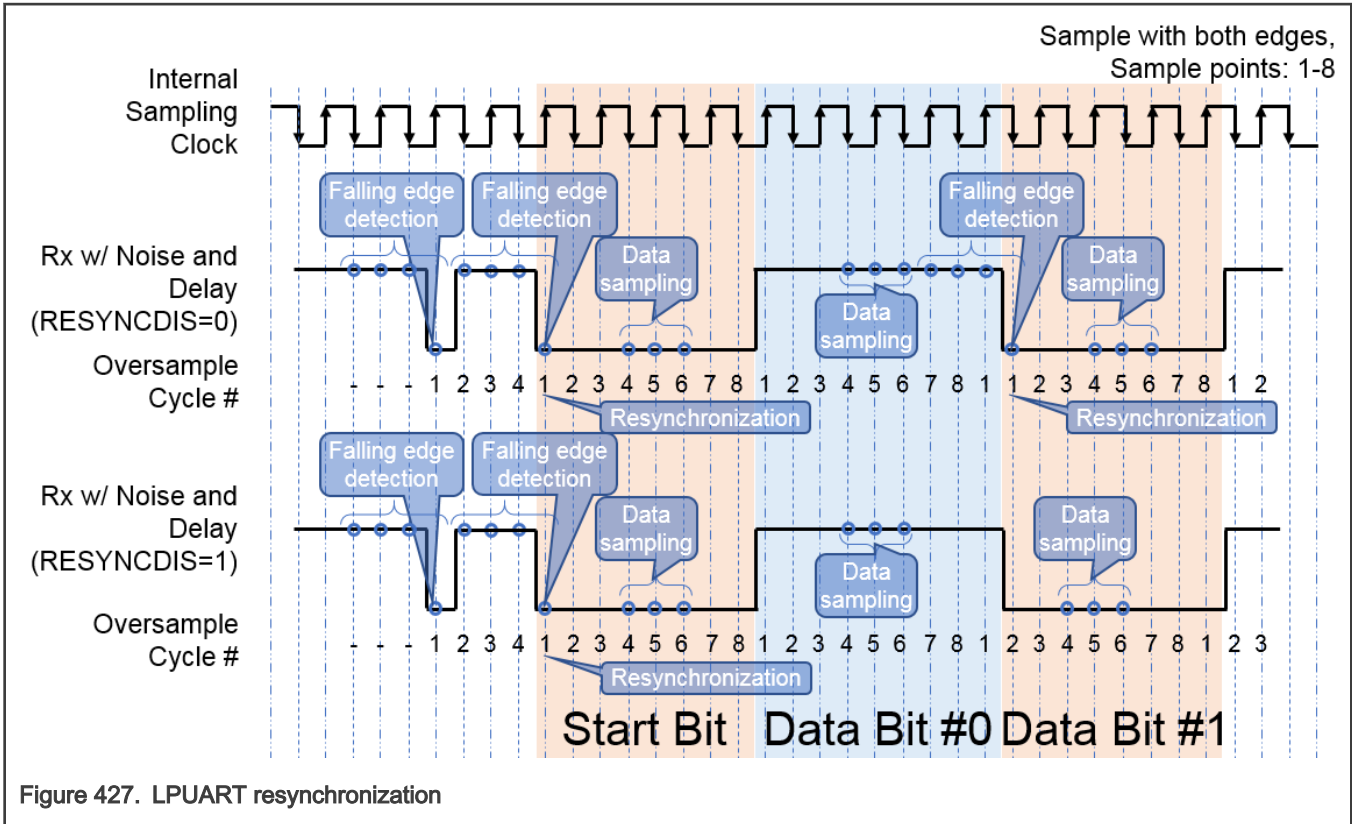 Sample with both edges,
Sample points: 1-8
Internal
Sampling
Clock
Falling edge
detection
Falling edge
detection
Falling edge
detection
Rx w/ Noise and
Delay
(RESYNCDIS=0)
Data
sampling
Data
sampling
Data
sampling
Oversample
Cycle #
- - - 1 2 3 4 1 2 3 4 5 6 7 8 1 2 3 4 5 6 7 8 1 1 2 3 4 5 6 7 8 1 2
Resynchronization
Resynchronization
Falling edge
detection
Falling edge
detection
Rx w/ Noise and
Delay
(RESYNCDIS=1)
Data
sampling
Data
sampling
Data
sampling
Oversample
Cycle #
- - - 1 2 3 4 1 2 3 4 5 6 7 8 1 2 3 4 5 6 7 8 1 2 3 4 5 6 7 8 1 2 3
Resynchronization
Start Bit Data Bit #0 Data Bit #1
Figure 427. LPUART resynchronization